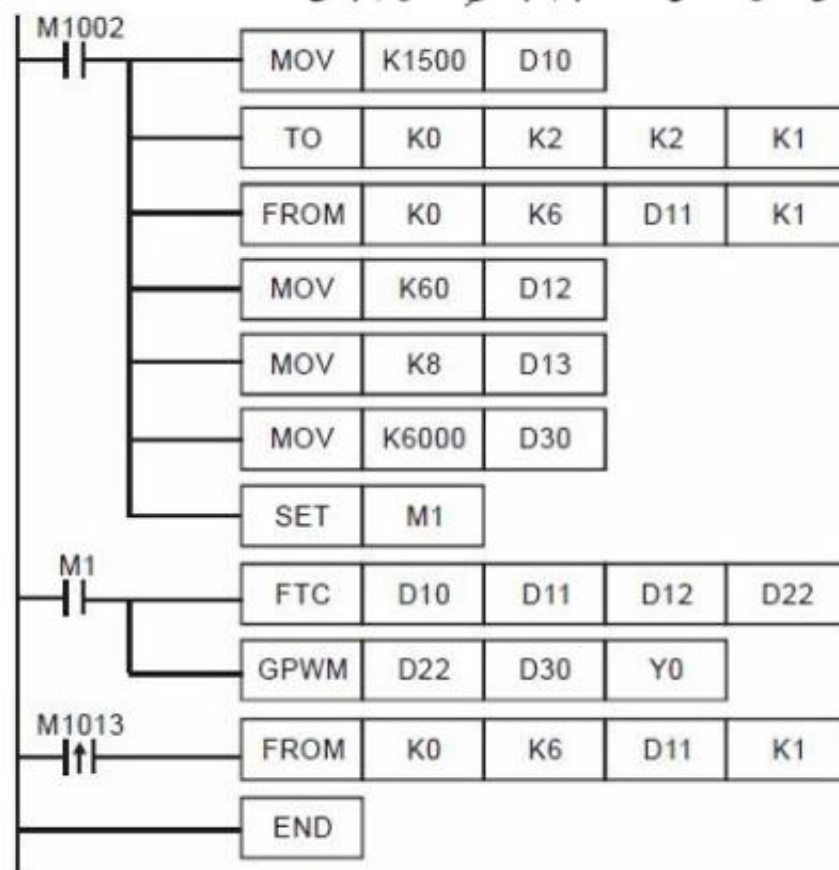 M1002
MOV K1500 D10
TO K0 K2 K2 K1
FROM K0 K6 D11 K1
MOV K60 D12
MOV K8 D13
MOV K6000 D30
SET M1
M1
FTC D10 D11 D12 D22
GPWM D22 D30 Y0
M1013
FROM K0 K6 D11 K1
END